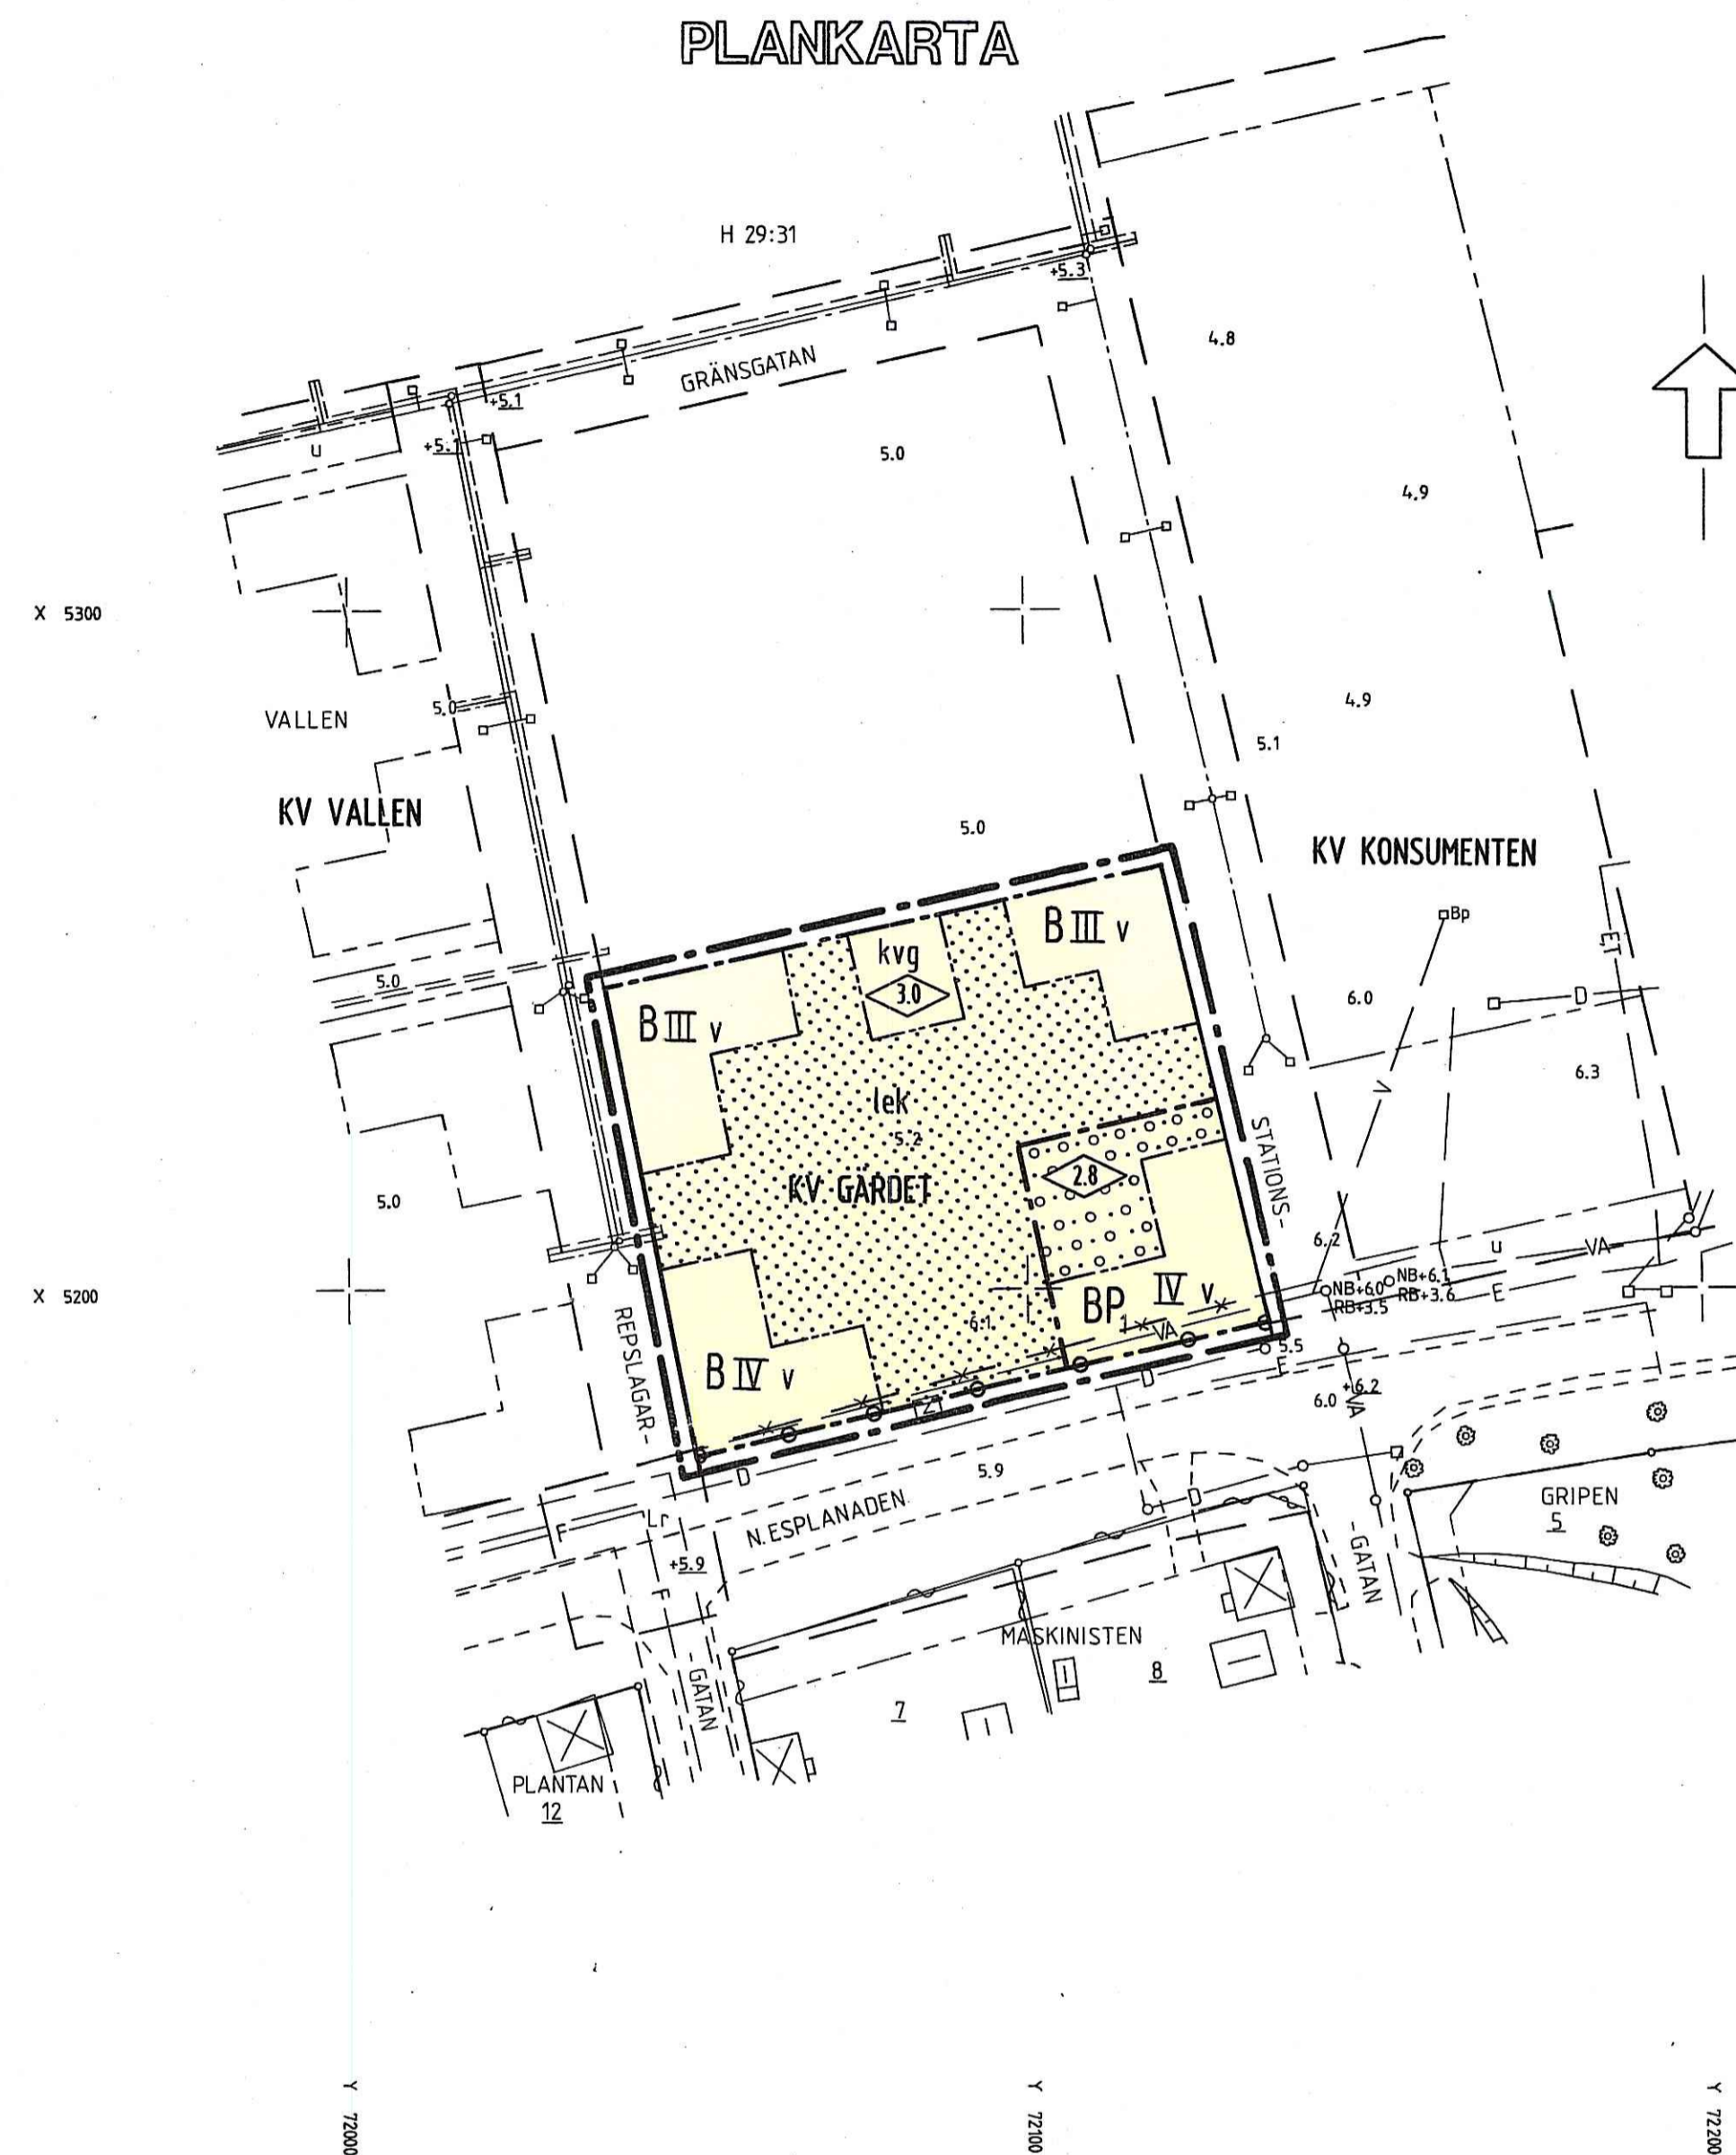 PLANKARTA
H 29:31
+5.3
GRÄNSGATAN
4.8
+5.1
u
5.0
4.9
X 5300
VALLEN
5.0
4.9
5.1
KV VALLEN
5.0
KV KONSUMENTEN
Bp
B III v
kvg
ET
5.0
3.0
6.0
D
B III v
6.3
lek
5.2
STATIONS-
KV GÄRDET
2.8
5.0
6.2
u
VA
X 5200
NB+6.0
NB+6.1
RB+3.5
RB+3.6
E
BP1 IV v
6.1
VA
REPSLAGAR-
5.5
B IV v
D
E
6.0
+6.2
VA
D
5.9
N.ESPLANADEN
D
GRIPEN
5
F
Lr
+5.9
F
-GATAN
MASKINISTEN
8
-GATAN
7
PLANTAN
12
Y 72000
Y 72100
Y 72200